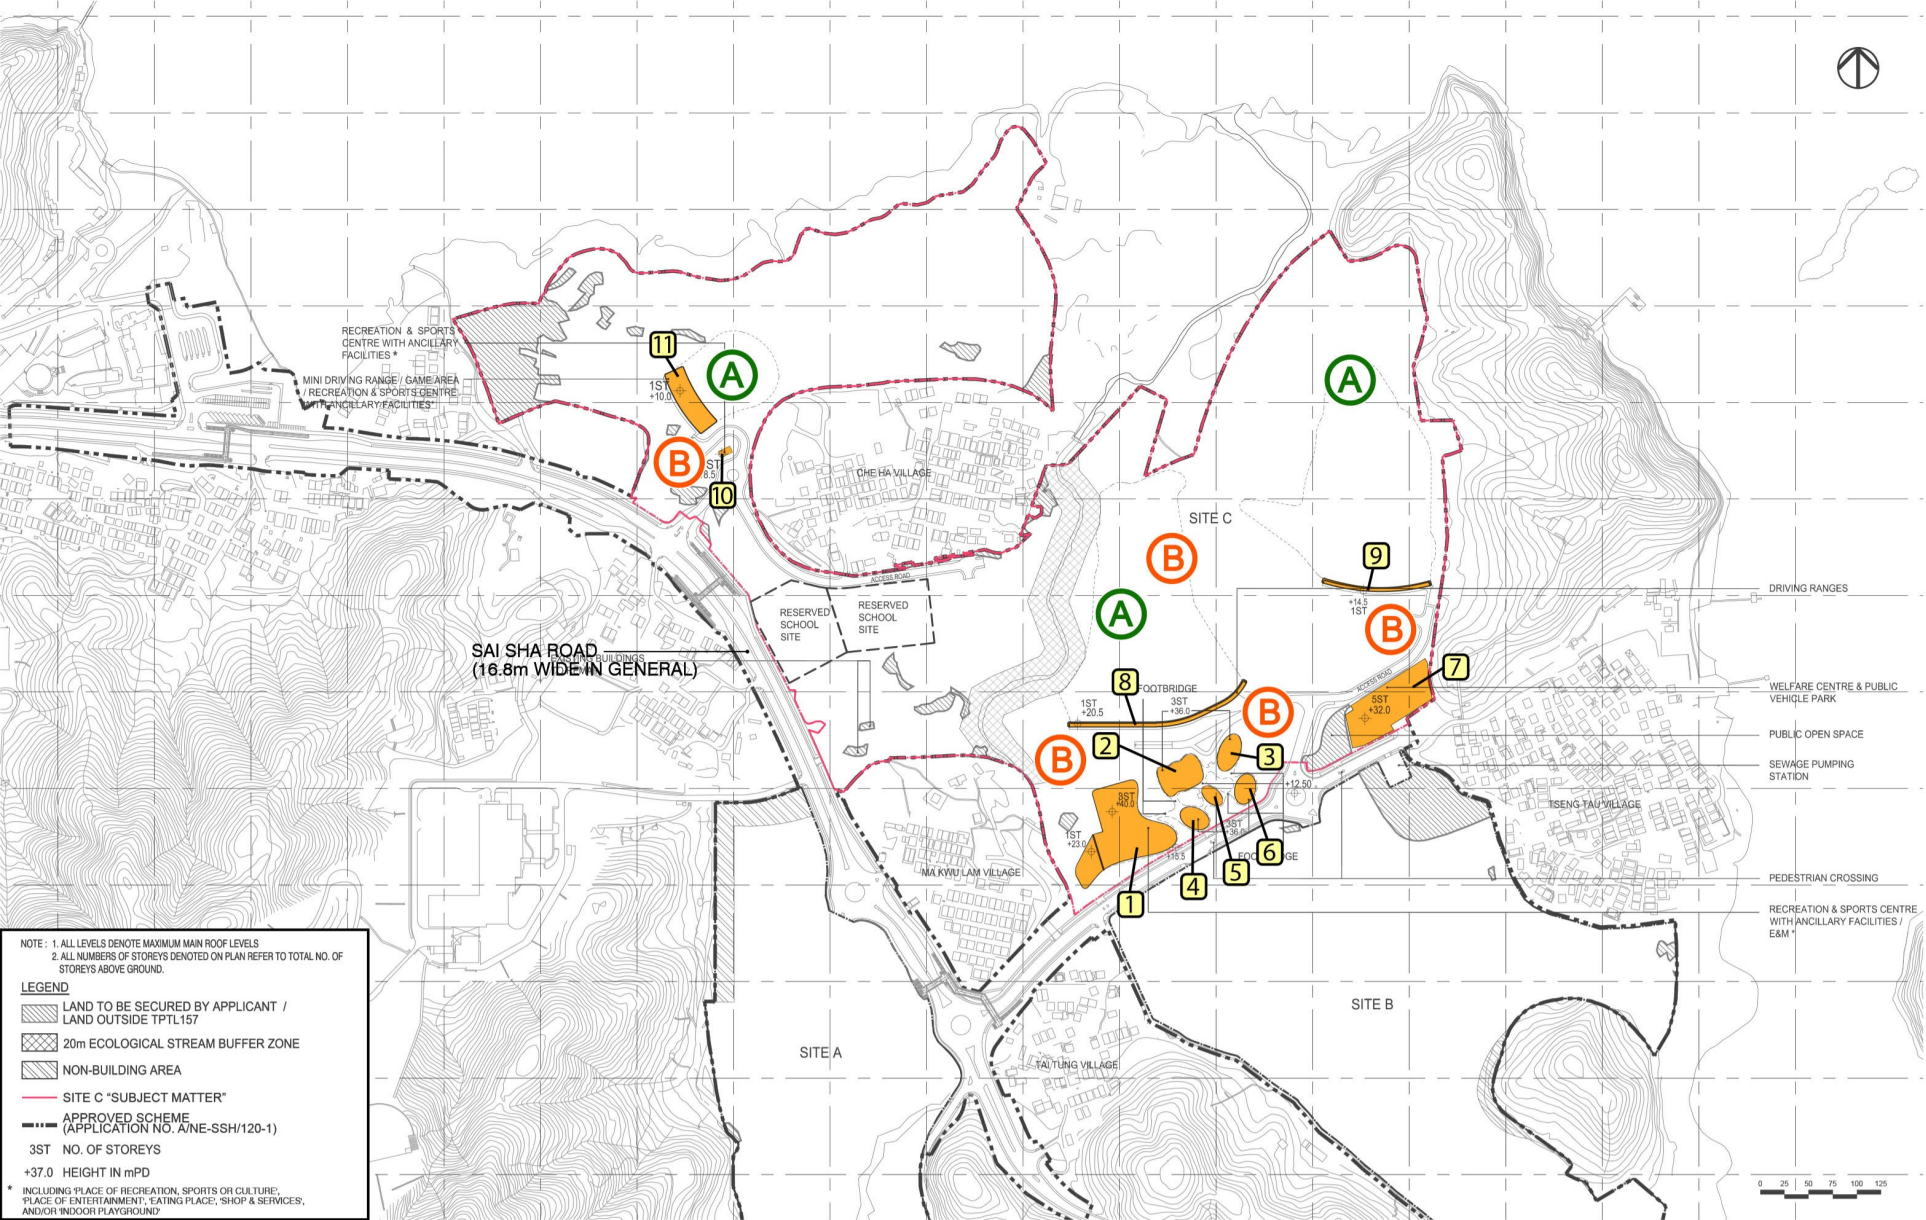 RECREATION & SPORTS
CENTRE WITH ANCILLARY
FACILITIES *
MINI DRIVING RANGE / GAME AREA
/ RECREATION & SPORTS CENTRE
WITH ANCILLARY FACILITIES*
11
1ST
+10.0
A
B
ST
8.5
10
CHE HA VILLAGE
ACCESS ROAD
RESERVED
SCHOOL
SITE
RESERVED
SCHOOL
SITE
SAI SHA ROAD
(16.8m WIDE IN GENERAL)
EXISTING BUILDINGS
A
SITE C
B
A
9
+14.5
1ST
B
DRIVING RANGES
8
FOOTBRIDGE
1ST
+20.5
3ST
+36.0
B
ACCESS ROAD
7
5ST
+32.0
WELFARE CENTRE & PUBLIC
VEHICLE PARK
PUBLIC OPEN SPACE
SEWAGE PUMPING
STATION
B
2
3
+12.50
8ST
+40.0
1ST
+23.0
3ST
+36.0
+15.5
6
5
4
1
TSENG TAU VILLAGE
MA KWU LAM VILLAGE
PEDESTRIAN CROSSING
RECREATION & SPORTS CENTRE
WITH ANCILLARY FACILITIES /
E&M *
SITE A
SITE B
TAI TUNG VILLAGE
NOTE : 1. ALL LEVELS DENOTE MAXIMUM MAIN ROOF LEVELS
2. ALL NUMBERS OF STOREYS DENOTED ON PLAN REFER TO TOTAL NO. OF
STOREYS ABOVE GROUND.
LEGEND
LAND TO BE SECURED BY APPLICANT /
LAND OUTSIDE TPTL157
20m ECOLOGICAL STREAM BUFFER ZONE
NON-BUILDING AREA
SITE C "SUBJECT MATTER"
APPROVED SCHEME
(APPLICATION NO. A/NE-SSH/120-1)
3ST NO. OF STOREYS
+37.0 HEIGHT IN mPD
* INCLUDING 'PLACE OF RECREATION, SPORTS OR CULTURE',
'PLACE OF ENTERTAINMENT', 'EATING PLACE', 'SHOP & SERVICES',
AND/OR 'INDOOR PLAYGROUND'
0 25 50 75 100 125